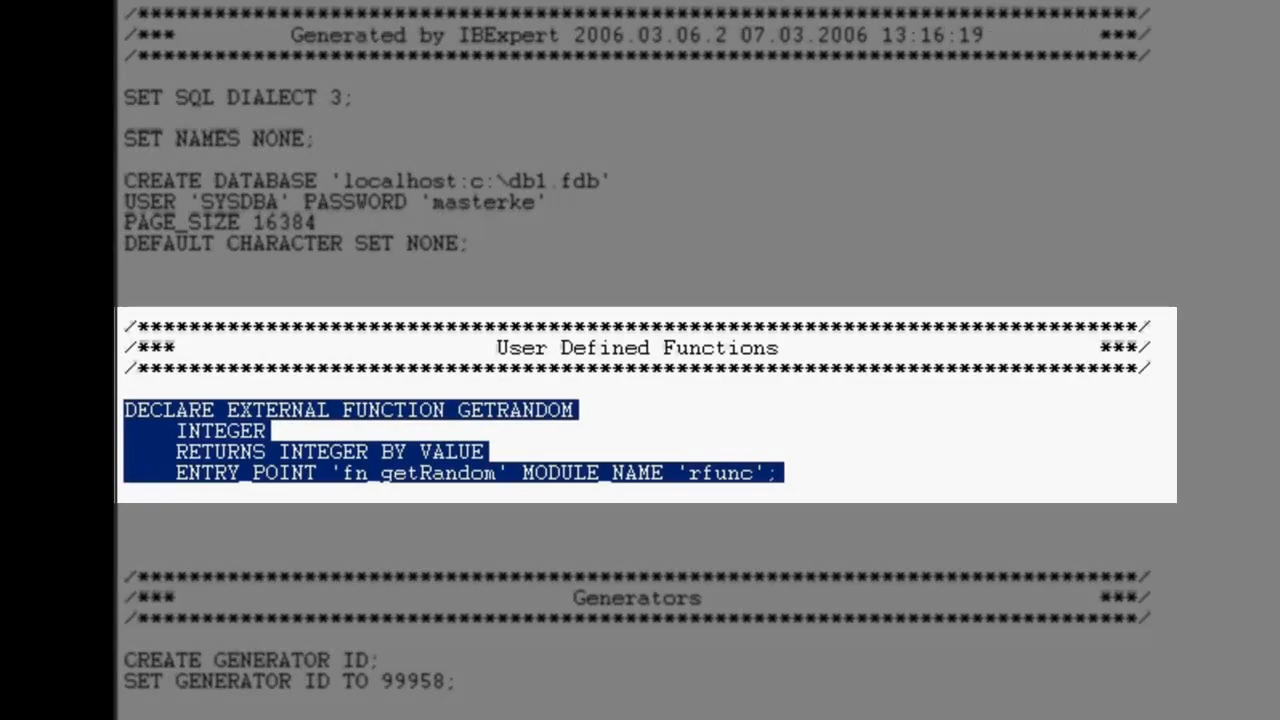 /******************************************************************************/
/***         Generated by IBExpert 2006.03.06.2 07.03.2006 13:16:19         ***/
/******************************************************************************/
SET SQL DIALECT 3;
SET NAMES NONE;
CREATE DATABASE 'localhost:c:\db1.fdb'
USER 'SYSDBA' PASSWORD 'masterke'
PAGE_SIZE 16384
DEFAULT CHARACTER SET NONE;
/******************************************************************************/
/***                         User Defined Functions                         ***/
/******************************************************************************/
DECLARE EXTERNAL FUNCTION GETRANDOM
    INTEGER
    RETURNS INTEGER BY VALUE
    ENTRY_POINT 'fn_getRandom' MODULE_NAME 'rfunc';
/******************************************************************************/
/***                               Generators                               ***/
/******************************************************************************/
CREATE GENERATOR ID;
SET GENERATOR ID TO 99958;